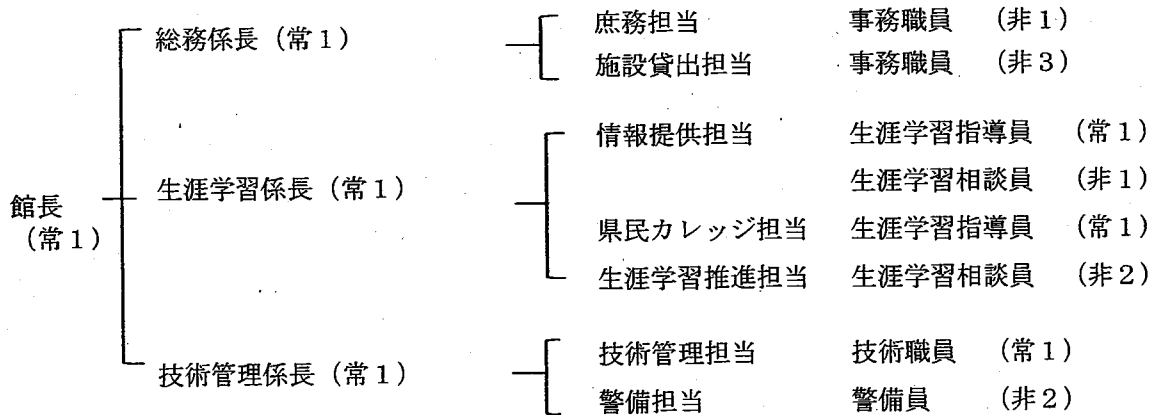 総務係長（常１）
庶務担当　事務職員　（非１）
施設貸出担当　事務職員　（非３）
館長
（常１）
生涯学習係長（常１）
情報提供担当　生涯学習指導員　（常１）
生涯学習相談員　（非１）
県民カレッジ担当　生涯学習指導員　（常１）
生涯学習推進担当　生涯学習相談員　（非２）
技術管理係長（常１）
技術管理担当　技術職員　（常１）
警備担当　警備員　（非２）